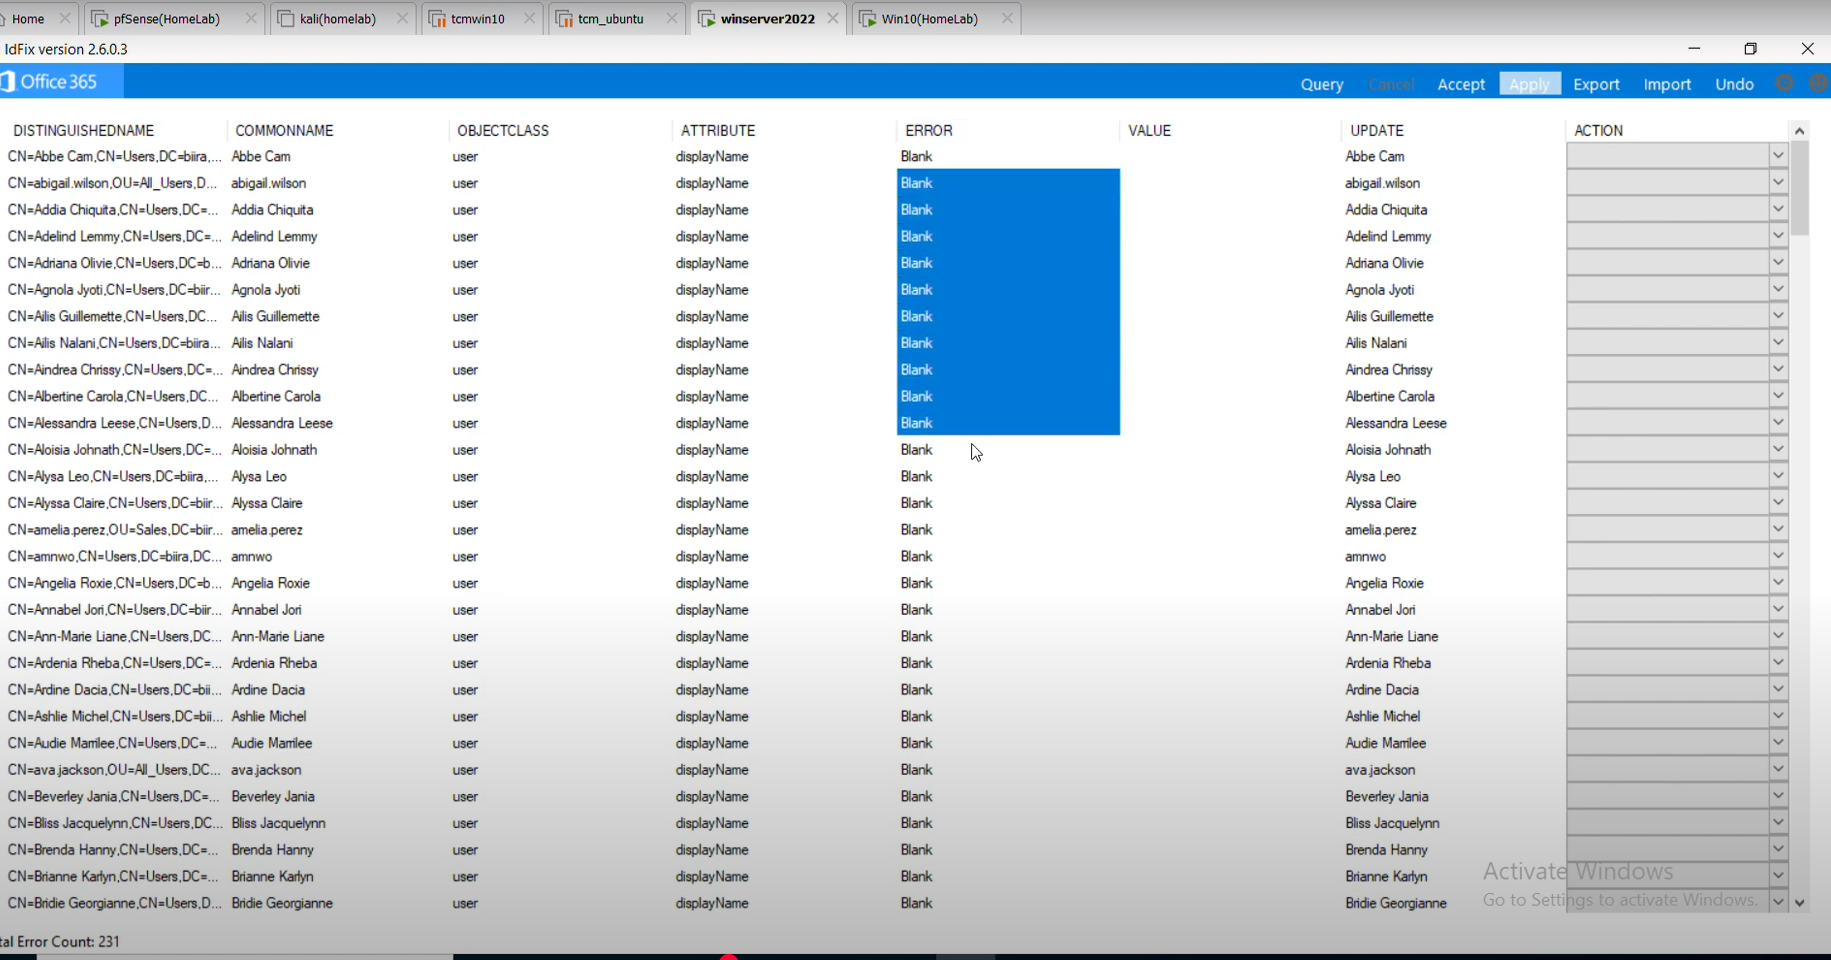 Home pfSense(HomeLab) kali(homelab) tcmwin10 tcm_ubuntu winserver2022 Win10(HomeLab)
IdFix version 2.6.0.3
Office 365 Query Cancel Accept Apply Export Import Undo
DISTINGUISHEDNAME COMMONNAME OBJECTCLASS ATTRIBUTE ERROR VALUE UPDATE ACTION
CN=Abbe Cam,CN=Users,DC=biira,... Abbe Cam user displayName Blank Abbe Cam
CN=abigail.wilson,OU=All_Users,D... abigail.wilson user displayName Blank abigail.wilson
CN=Addia Chiquita,CN=Users,DC=... Addia Chiquita user displayName Blank Addia Chiquita
CN=Adelind Lemmy,CN=Users,DC=... Adelind Lemmy user displayName Blank Adelind Lemmy
CN=Adriana Olivie,CN=Users,DC=b... Adriana Olivie user displayName Blank Adriana Olivie
CN=Agnola Jyoti,CN=Users,DC=biir... Agnola Jyoti user displayName Blank Agnola Jyoti
CN=Ailis Guillemette,CN=Users,DC... Ailis Guillemette user displayName Blank Ailis Guillemette
CN=Ailis Nalani,CN=Users,DC=biira... Ailis Nalani user displayName Blank Ailis Nalani
CN=Aindrea Chrissy,CN=Users,DC=... Aindrea Chrissy user displayName Blank Aindrea Chrissy
CN=Albertine Carola,CN=Users,DC... Albertine Carola user displayName Blank Albertine Carola
CN=Alessandra Leese,CN=Users,D... Alessandra Leese user displayName Blank Alessandra Leese
CN=Aloisia Johnath,CN=Users,DC=... Aloisia Johnath user displayName Blank Aloisia Johnath
CN=Alysa Leo,CN=Users,DC=biira,... Alysa Leo user displayName Blank Alysa Leo
CN=Alyssa Claire,CN=Users,DC=biir... Alyssa Claire user displayName Blank Alyssa Claire
CN=amelia.perez,OU=Sales,DC=biir... amelia.perez user displayName Blank amelia.perez
CN=amnwo,CN=Users,DC=biira,DC... amnwo user displayName Blank amnwo
CN=Angelia Roxie,CN=Users,DC=b... Angelia Roxie user displayName Blank Angelia Roxie
CN=Annabel Jori,CN=Users,DC=biir... Annabel Jori user displayName Blank Annabel Jori
CN=Ann-Marie Liane,CN=Users,DC... Ann-Marie Liane user displayName Blank Ann-Marie Liane
CN=Ardenia Rheba,CN=Users,DC=... Ardenia Rheba user displayName Blank Ardenia Rheba
CN=Ardine Dacia,CN=Users,DC=bii... Ardine Dacia user displayName Blank Ardine Dacia
CN=Ashlie Michel,CN=Users,DC=bii... Ashlie Michel user displayName Blank Ashlie Michel
CN=Audie Marrilee,CN=Users,DC=... Audie Marrilee user displayName Blank Audie Marrilee
CN=ava.jackson,OU=All_Users,DC... ava.jackson user displayName Blank ava.jackson
CN=Beverley Jania,CN=Users,DC=... Beverley Jania user displayName Blank Beverley Jania
CN=Bliss Jacquelynn,CN=Users,DC... Bliss Jacquelynn user displayName Blank Bliss Jacquelynn
CN=Brenda Hanny,CN=Users,DC=... Brenda Hanny user displayName Blank Brenda Hanny
CN=Brianne Karlyn,CN=Users,DC=... Brianne Karlyn user displayName Blank Brianne Karlyn
Activate Windows
CN=Bridie Georgianne,CN=Users,D... Bridie Georgianne user displayName Blank Bridie Georgianne
Go to Settings to activate Windows.
tal Error Count: 231